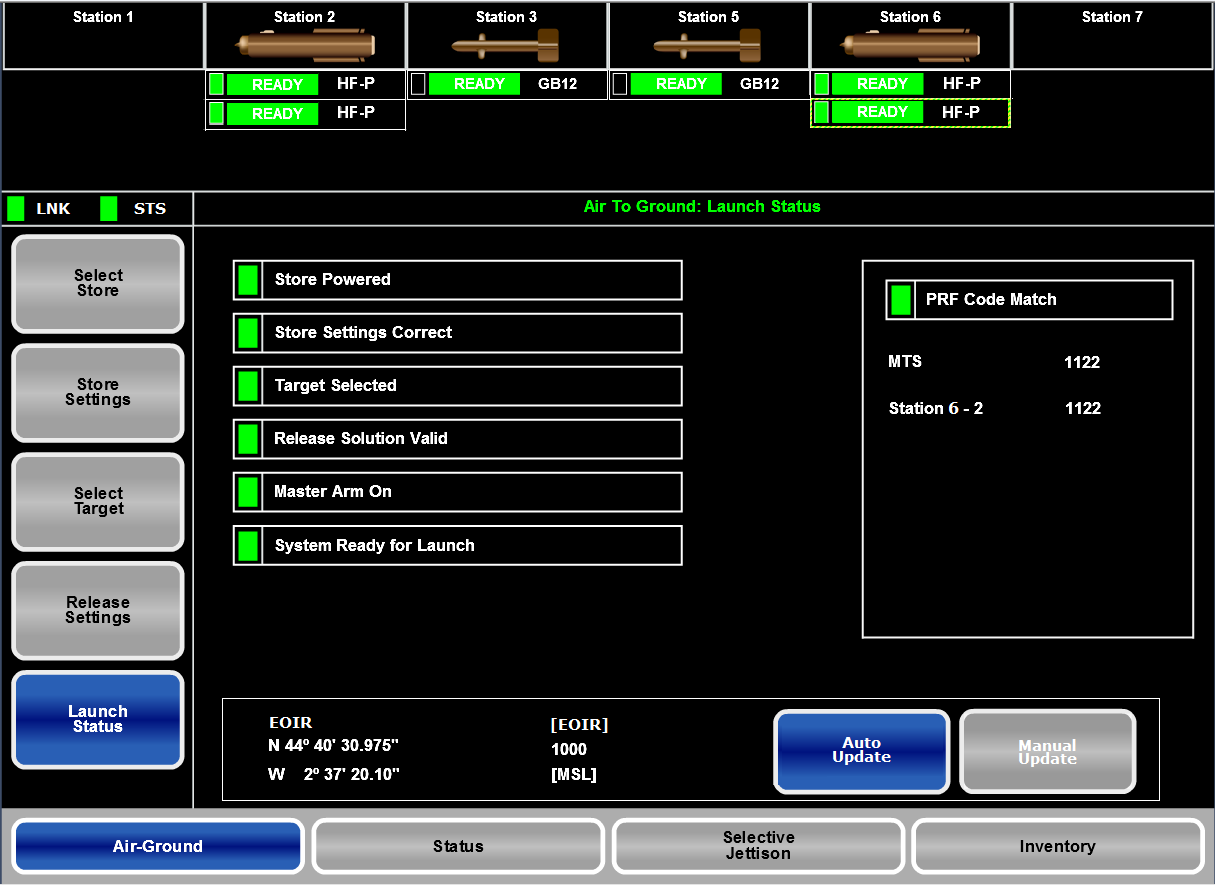 Station 1
Station 2
Station 3
Station 5
Station 6
Station 7
READY HF-P
READY GB12
READY GB12
READY HF-P
READY HF-P
READY HF-P
LNK STS
Air To Ground: Launch Status
Select
Store
Store
Settings
Select
Target
Release
Settings
Launch
Status
Store Powered
Store Settings Correct
Target Selected
Release Solution Valid
Master Arm On
System Ready for Launch
PRF Code Match
MTS 1122
Station 6 - 2 1122
EOIR
N 44º 40' 30.975"
W 2º 37' 20.10"
[EOIR]
1000
[MSL]
Auto
Update
Manual
Update
Air-Ground
Status
Selective
Jettison
Inventory